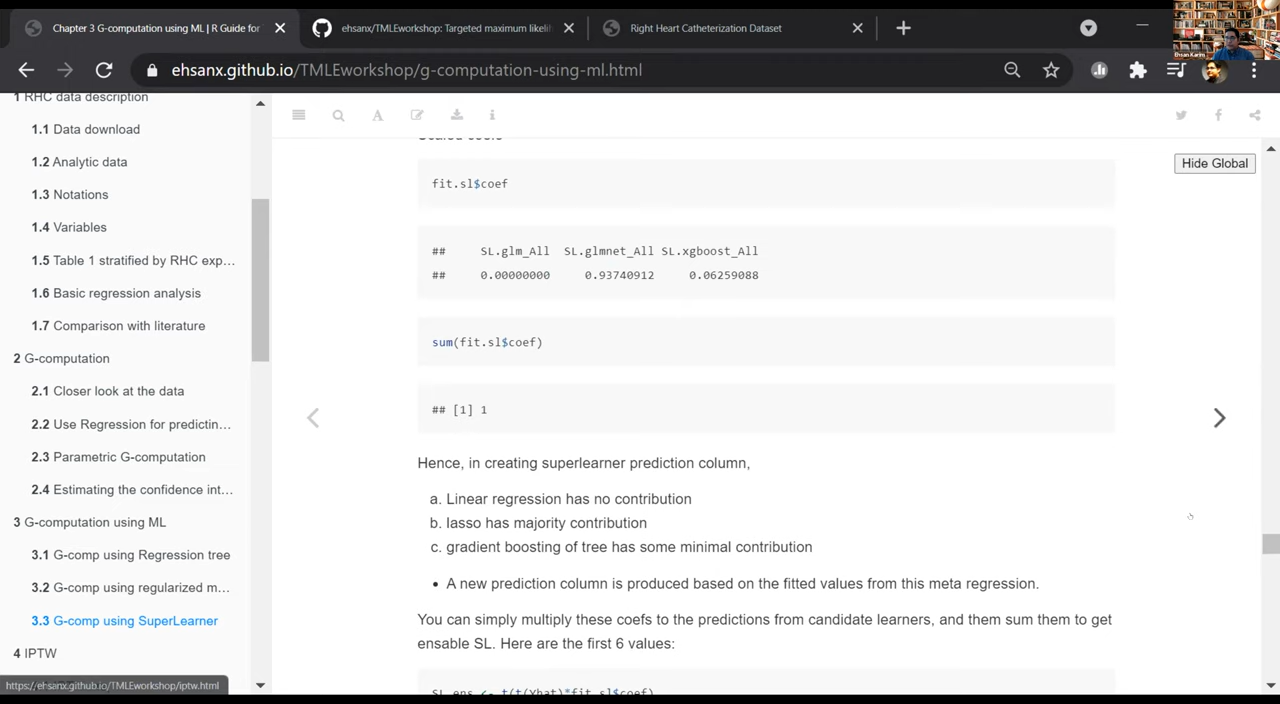 Chapter 3 G-computation using ML | R Guide for
ehsanx/TMLEworkshop: Targeted maximum likeli
Right Heart Catheterization Dataset
Ehsan Karim
ehsanx.github.io/TMLEworkshop/g-computation-using-ml.html
1 RHC data description
1.1 Data download
1.2 Analytic data
1.3 Notations
1.4 Variables
1.5 Table 1 stratified by RHC exp…
1.6 Basic regression analysis
1.7 Comparison with literature
2 G-computation
2.1 Closer look at the data
2.2 Use Regression for predictin…
2.3 Parametric G-computation
2.4 Estimating the confidence int…
3 G-computation using ML
3.1 G-comp using Regression tree
3.2 G-comp using regularized m…
3.3 G-comp using SuperLearner
4 IPTW
https://ehsanx.github.io/TMLEworkshop/iptw.html
Hide Global
fit.sl$coef
## SL.glm_All SL.glmnet_All SL.xgboost_All
## 0.00000000 0.93740912 0.06259088
sum(fit.sl$coef)
## [1] 1
Hence, in creating superlearner prediction column,
a. Linear regression has no contribution
b. lasso has majority contribution
c. gradient boosting of tree has some minimal contribution
• A new prediction column is produced based on the fitted values from this meta regression.
You can simply multiply these coefs to the predictions from candidate learners, and them sum them to get
ensable SL. Here are the first 6 values:
SL.ens <- t(t(Yhat)*fit.sl$coef)